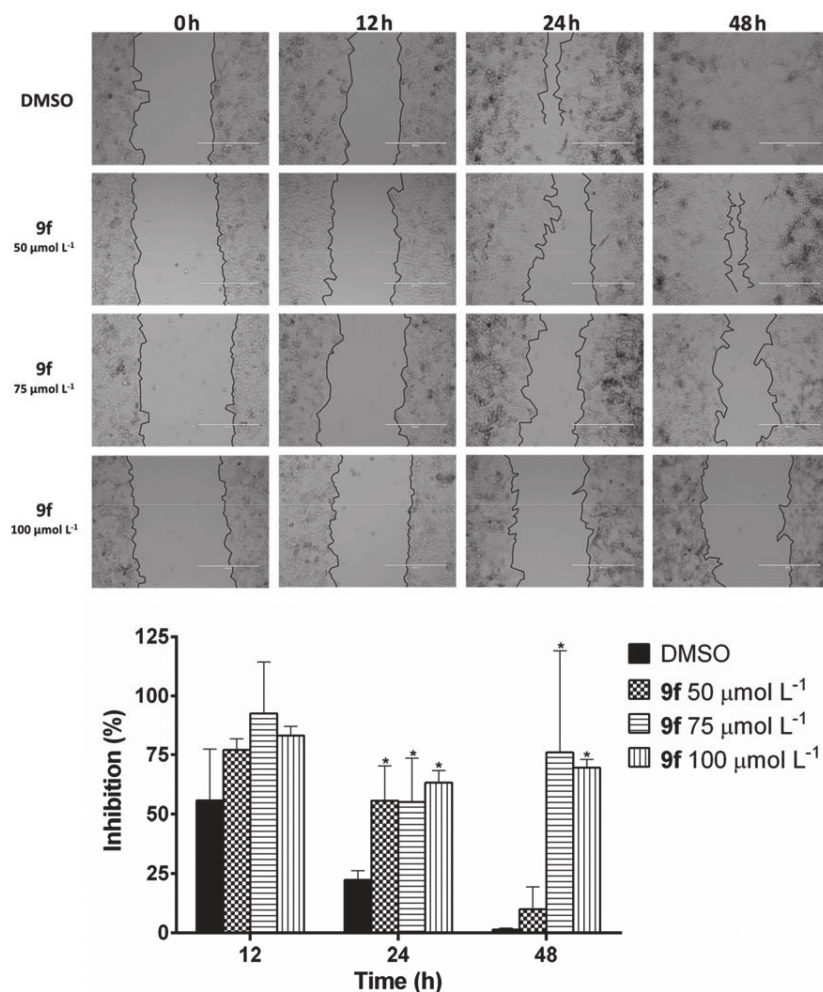 0h 12h 24h 48h
DMSO
9f
50 μmol L⁻¹
9f
75 μmol L⁻¹
9f
100 μmol L⁻¹
125
100
75
50
25
0
Inhibition (%)
* * *
* *
12 24 48
Time (h)
DMSO
9f 50 μmol L⁻¹
9f 75 μmol L⁻¹
9f 100 μmol L⁻¹